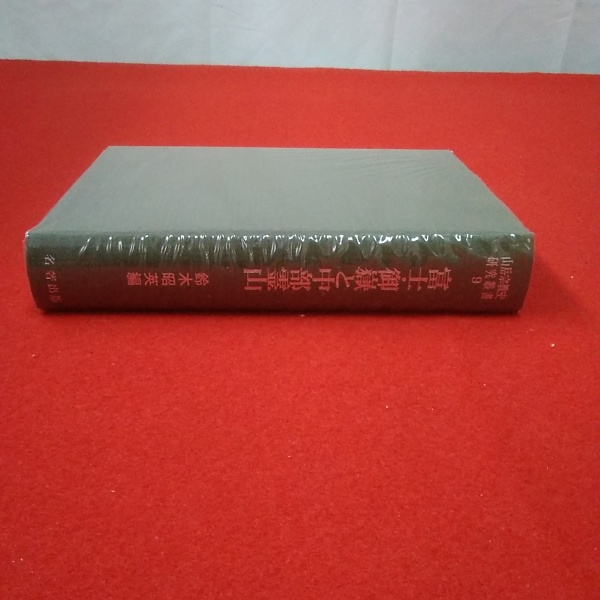 山岳宗教史
研究叢書 9
富士・御嶽と中部霊山
鈴木昭英編
名著出版